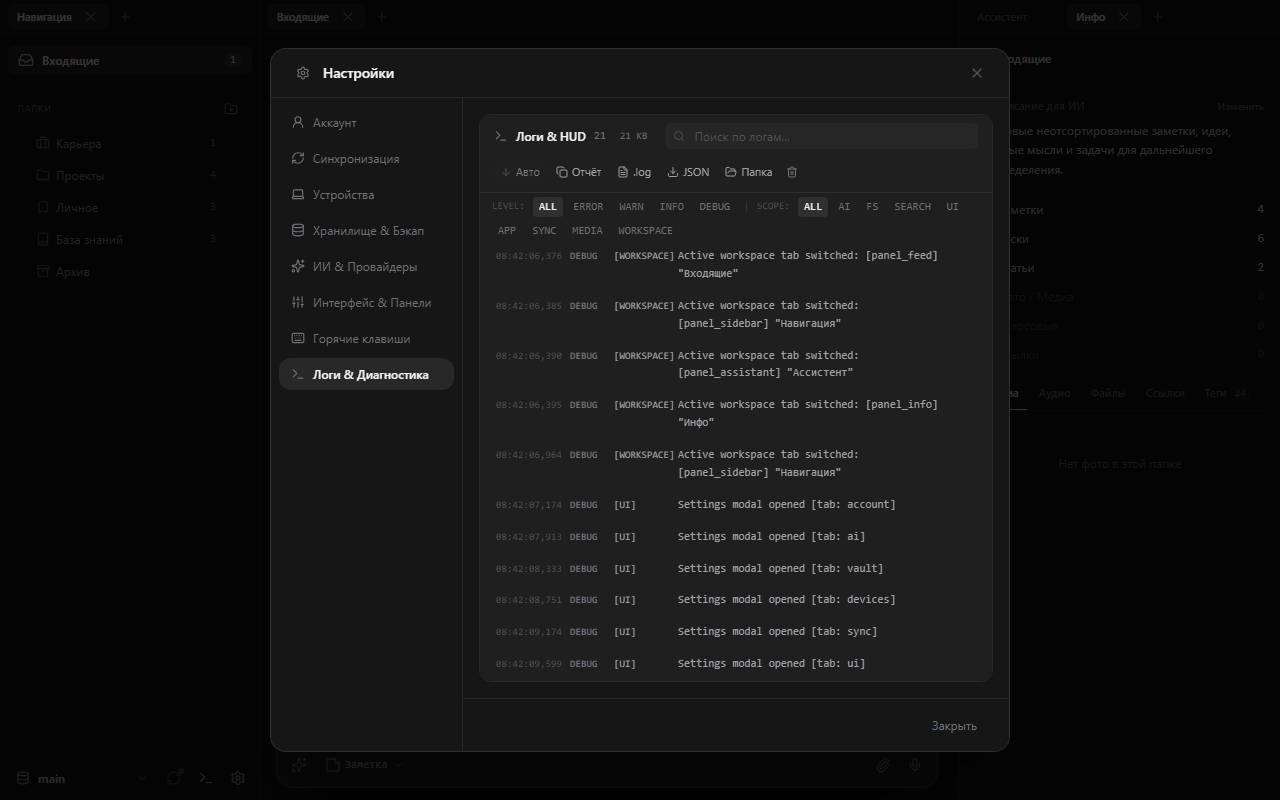 Навигация
Входящие
Ассистент
Инфо
Входящие 1
ПАПКИ
Карьера 1
Проекты 4
Личное 3
База знаний 3
Архив
main
Настройки
Аккаунт
Синхронизация
Устройства
Хранилище & Бэкап
ИИ & Провайдеры
Интерфейс & Панели
Горячие клавиши
Логи & Диагностика
Логи & HUD 21 21 KB Поиск по логам...
Авто Отчёт .log JSON Папка
LEVEL: ALL ERROR WARN INFO DEBUG | SCOPE: ALL AI FS SEARCH UI
APP SYNC MEDIA WORKSPACE
08:42:06,376 DEBUG [WORKSPACE] Active workspace tab switched: [panel_feed]
"Входящие"
08:42:06,385 DEBUG [WORKSPACE] Active workspace tab switched:
[panel_sidebar] "Навигация"
08:42:06,390 DEBUG [WORKSPACE] Active workspace tab switched:
[panel_assistant] "Ассистент"
08:42:06,395 DEBUG [WORKSPACE] Active workspace tab switched: [panel_info]
"Инфо"
08:42:06,964 DEBUG [WORKSPACE] Active workspace tab switched:
[panel_sidebar] "Навигация"
08:42:07,174 DEBUG [UI] Settings modal opened [tab: account]
08:42:07,913 DEBUG [UI] Settings modal opened [tab: ai]
08:42:08,333 DEBUG [UI] Settings modal opened [tab: vault]
08:42:08,751 DEBUG [UI] Settings modal opened [tab: devices]
08:42:09,174 DEBUG [UI] Settings modal opened [tab: sync]
08:42:09,599 DEBUG [UI] Settings modal opened [tab: ui]
Закрыть
Заметка
для ИИ Изменить
неотсортированные заметки, идеи,
мысли и задачи для дальнейшего
4
6
2
/ Медиа 0
0
0
Аудио Файлы Ссылки Теги 24
Нет фото в этой папке